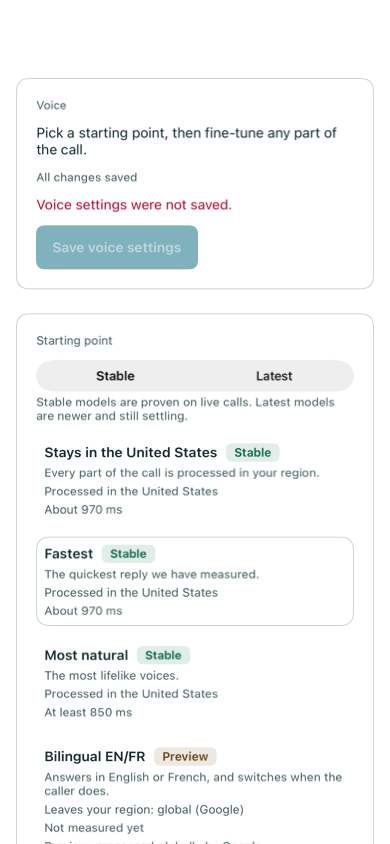 Voice
Pick a starting point, then fine-tune any part of
the call.
All changes saved
Voice settings were not saved.
Save voice settings
Starting point
Stable
Latest
Stable models are proven on live calls. Latest models
are newer and still settling.
Stays in the United States Stable
Every part of the call is processed in your region.
Processed in the United States
About 970 ms
Fastest Stable
The quickest reply we have measured.
Processed in the United States
About 970 ms
Most natural Stable
The most lifelike voices.
Processed in the United States
At least 850 ms
Bilingual EN/FR Preview
Answers in English or French, and switches when the
caller does.
Leaves your region: global (Google)
Not measured yet